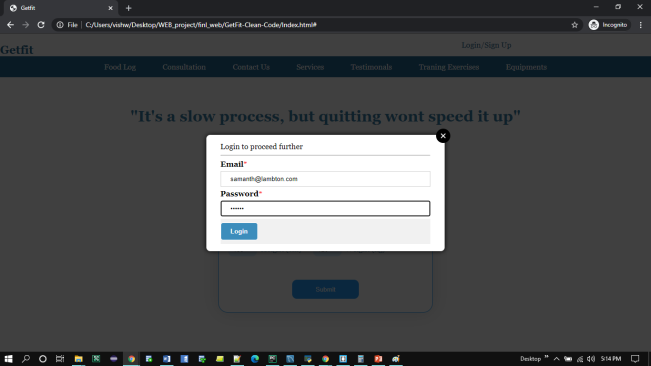 Getfit
File C:/Users/vishw/Desktop/WEB_project/finl_web/GetFit-Clean-Code/Index.html#
Incognito
Getfit
Login/Sign Up
Food Log Consultation Contact Us Services Testimonals Traning Exercises Equipments
"It's a slow process, but quitting wont speed it up"
Login to proceed further
Email*
samanth@lambton.com
Password*
••••••
Login
Submit
Desktop
5:14 PM